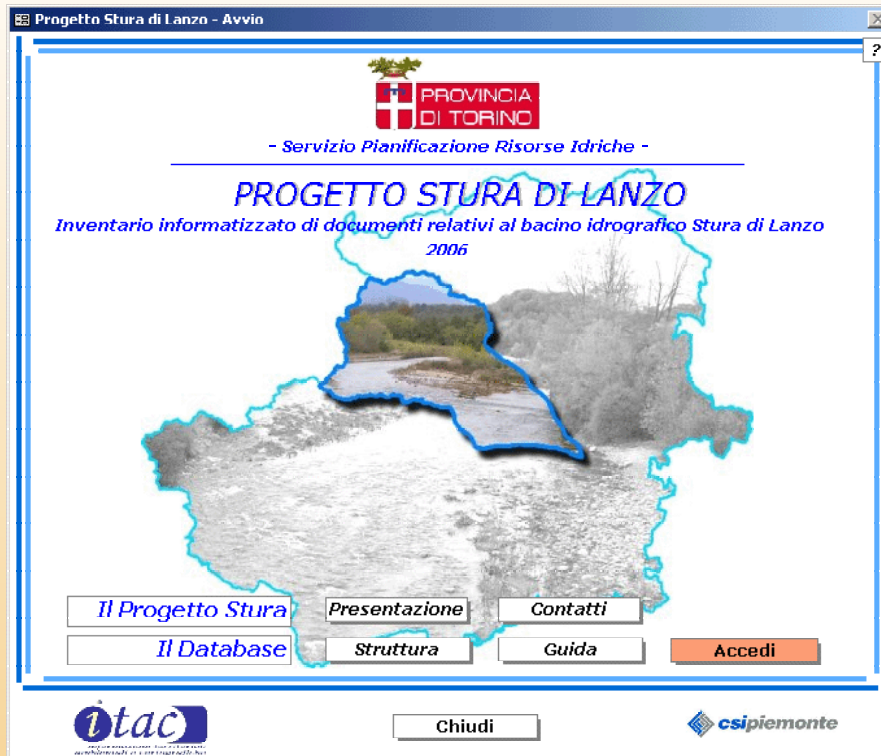 Progetto Stura di Lanzo - Avvio
?
PROVINCIA
DI TORINO
- Servizio Pianificazione Risorse Idriche -
PROGETTO STURA DI LANZO
Inventario informatizzato di documenti relativi al bacino idrografico Stura di Lanzo
2006
Il Progetto Stura
Presentazione
Contatti
Il Database
Struttura
Guida
Accedi
itac
Chiudi
csipiemonte